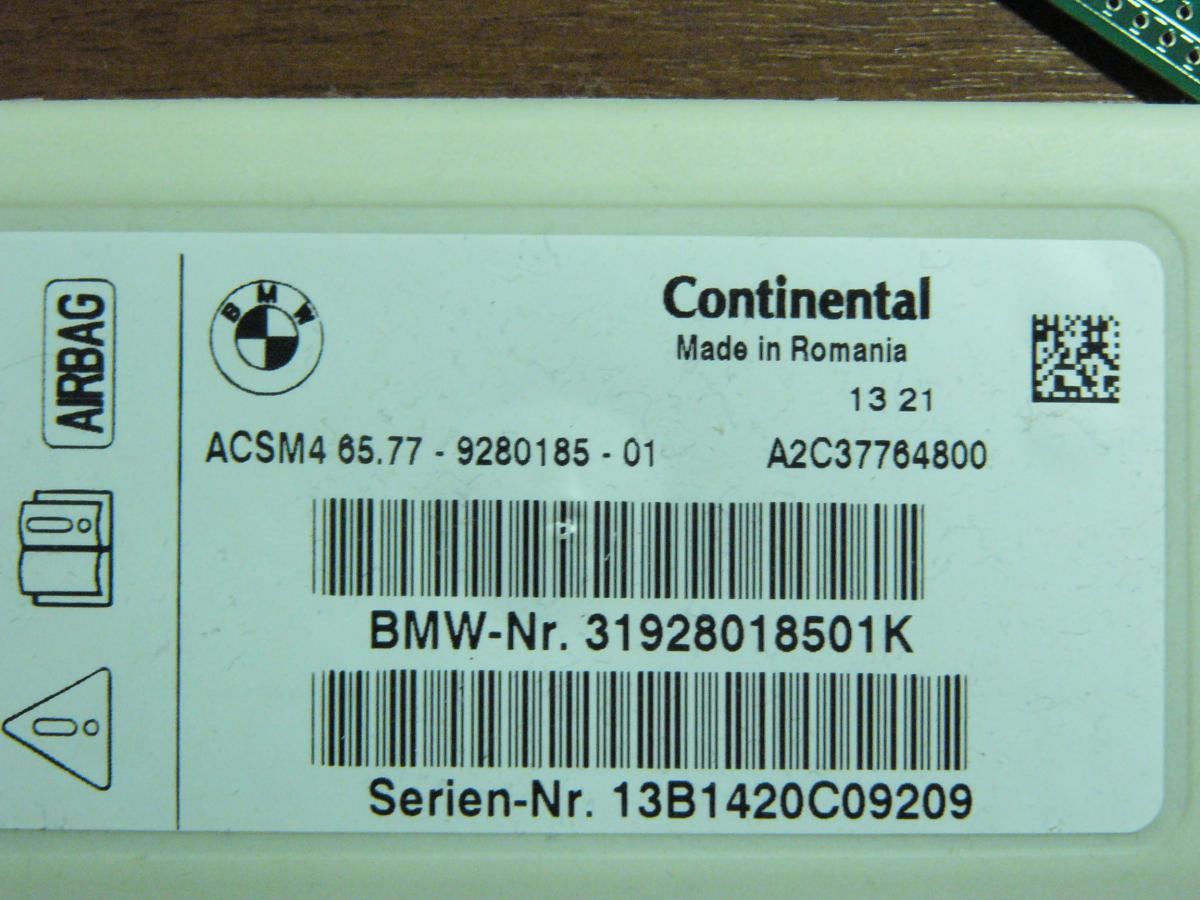 AIRBAG
BMW
Continental
Made in Romania
13 21
ACSM4 65.77 - 9280185 - 01 A2C37764800
BMW-Nr. 31928018501K
Serien-Nr. 13B1420C09209